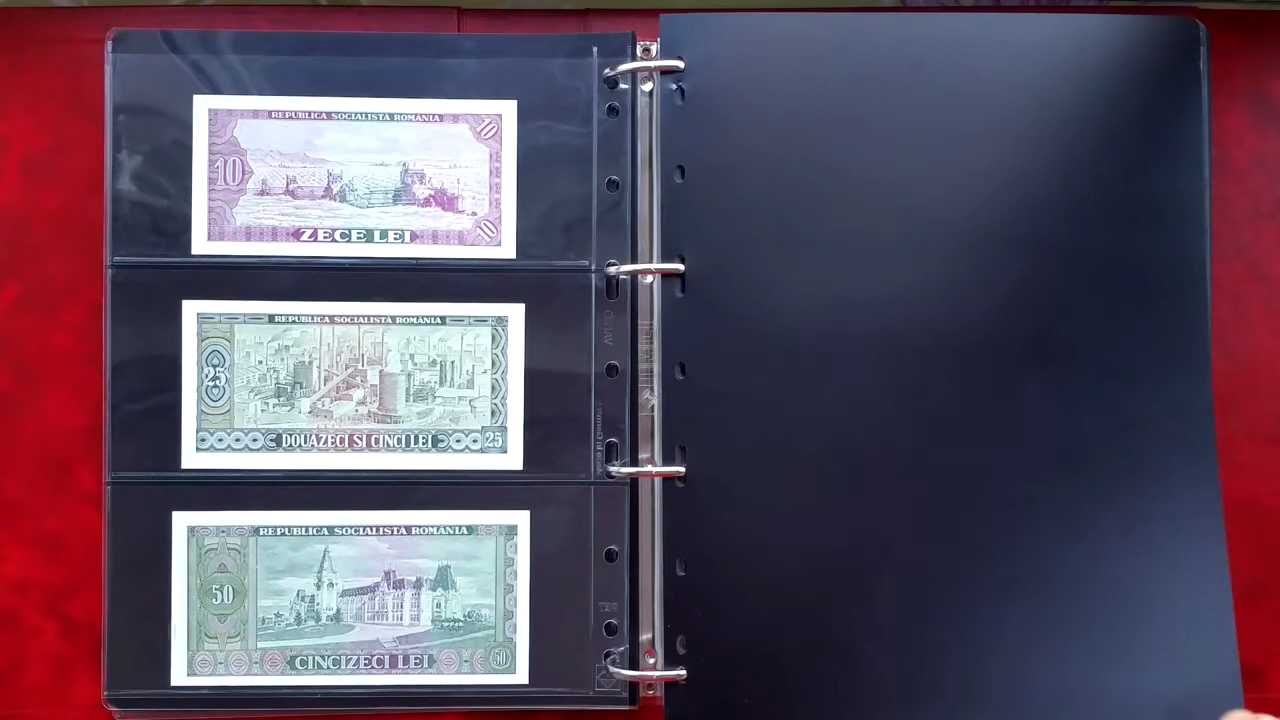 REPUBLICA SOCIALISTĂ ROMÂNIA
10
10
10
ZECE LEI
REPUBLICA SOCIALISTĂ ROMÂNIA
25
DOUĂZECI ȘI CINCI LEI
25
REPUBLICA SOCIALISTĂ ROMÂNIA
50
CINCIZECI LEI
50
PET